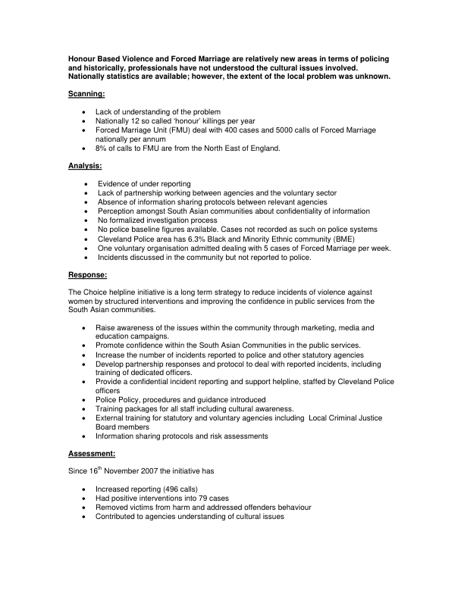 Honour Based Violence and Forced Marriage are relatively new areas in terms of policing
and historically, professionals have not understood the cultural issues involved.
Nationally statistics are available; however, the extent of the local problem was unknown.
Scanning:
• Lack of understanding of the problem
• Nationally 12 so called ‘honour’ killings per year
• Forced Marriage Unit (FMU) deal with 400 cases and 5000 calls of Forced Marriage
nationally per annum
• 8% of calls to FMU are from the North East of England.
Analysis:
• Evidence of under reporting
• Lack of partnership working between agencies and the voluntary sector
• Absence of information sharing protocols between relevant agencies
• Perception amongst South Asian communities about confidentiality of information
• No formalized investigation process
• No police baseline figures available. Cases not recorded as such on police systems
• Cleveland Police area has 6.3% Black and Minority Ethnic community (BME)
• One voluntary organisation admitted dealing with 5 cases of Forced Marriage per week.
• Incidents discussed in the community but not reported to police.
Response:
The Choice helpline initiative is a long term strategy to reduce incidents of violence against
women by structured interventions and improving the confidence in public services from the
South Asian communities.
• Raise awareness of the issues within the community through marketing, media and
education campaigns.
• Promote confidence within the South Asian Communities in the public services.
• Increase the number of incidents reported to police and other statutory agencies
• Develop partnership responses and protocol to deal with reported incidents, including
training of dedicated officers.
• Provide a confidential incident reporting and support helpline, staffed by Cleveland Police
officers
• Police Policy, procedures and guidance introduced
• Training packages for all staff including cultural awareness.
• External training for statutory and voluntary agencies including Local Criminal Justice
Board members
• Information sharing protocols and risk assessments
Assessment:
Since 16th November 2007 the initiative has
• Increased reporting (496 calls)
• Had positive interventions into 79 cases
• Removed victims from harm and addressed offenders behaviour
• Contributed to agencies understanding of cultural issues